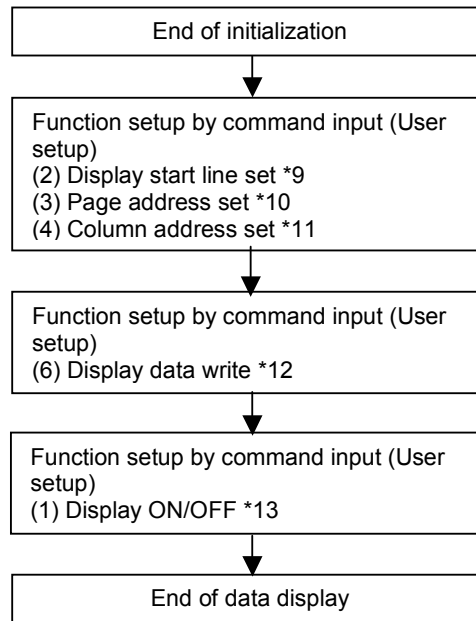 End of initialization
Function setup by command input (User
setup)
(2) Display start line set *9
(3) Page address set *10
(4) Column address set *11
Function setup by command input (User
setup)
(6) Display data write *12
Function setup by command input (User
setup)
(1) Display ON/OFF *13
End of data display